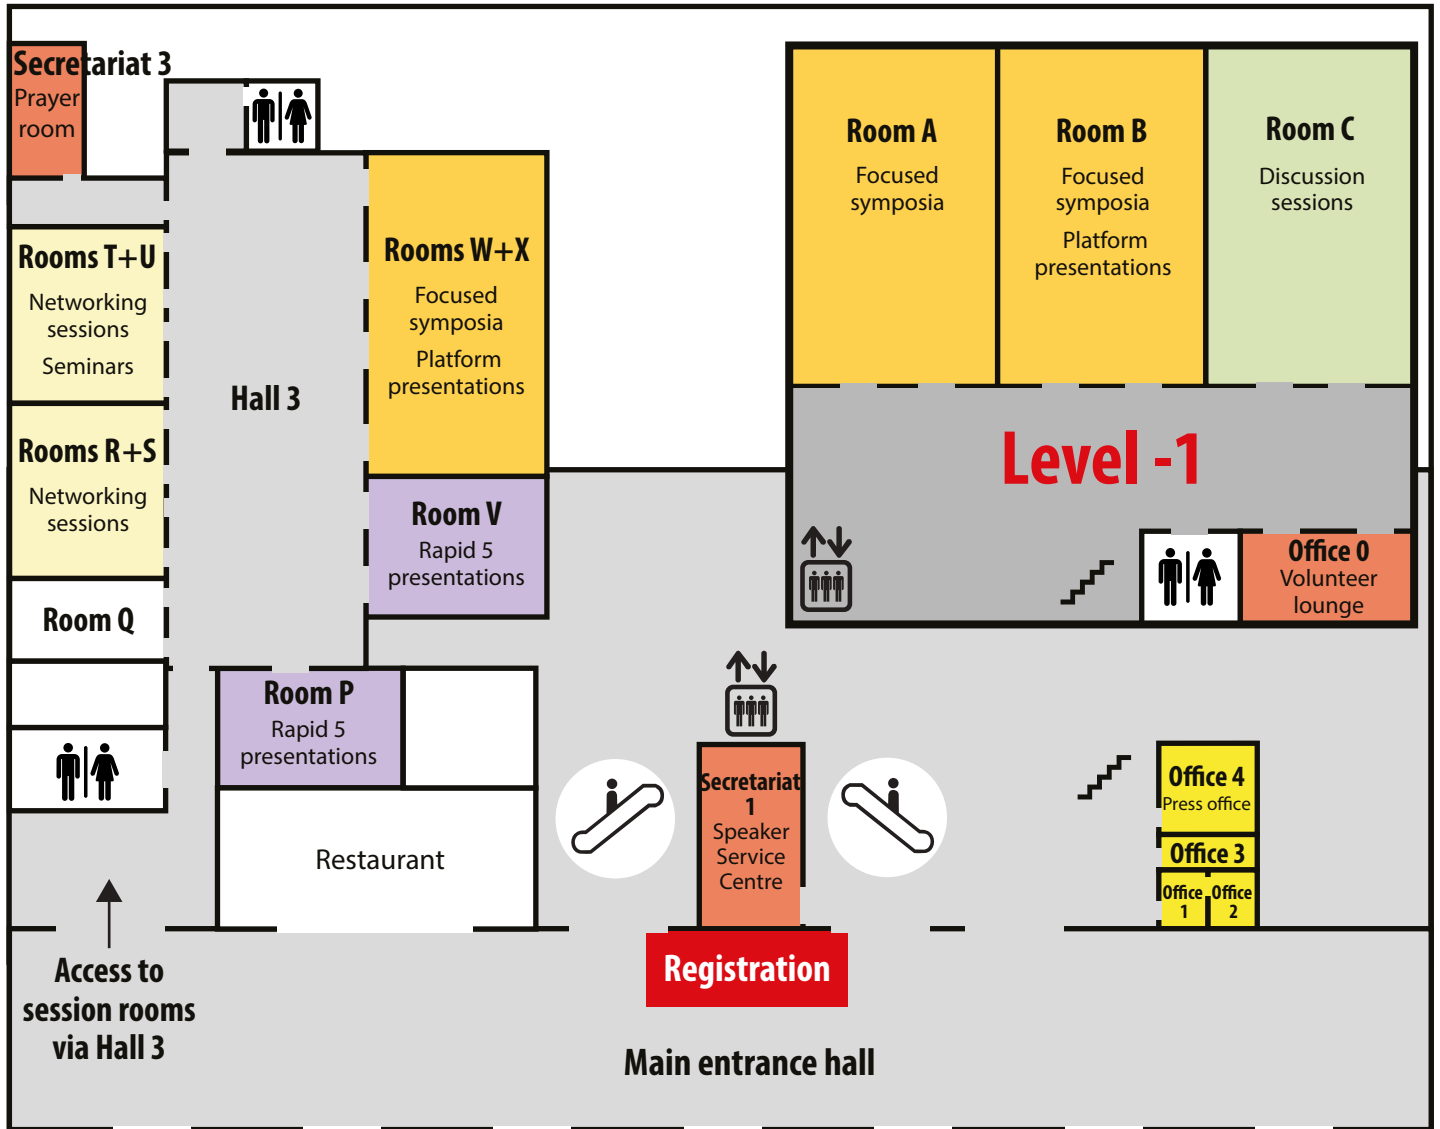 Secretariat 3
Prayer
room
Rooms T+U
Networking
sessions
Seminars
Rooms R+S
Networking
sessions
Room Q
Hall 3
Rooms W+X
Focused
symposia
Platform
presentations
Room V
Rapid 5
presentations
Room P
Rapid 5
presentations
Restaurant
Room A
Focused
symposia
Room B
Focused
symposia
Platform
presentations
Room C
Discussion
sessions
Level -1
Office 0
Volunteer
lounge
Secretariat
1
Speaker
Service
Centre
Office 4
Press office
Office 3
Office
1
Office
2
Registration
Access to
session rooms
via Hall 3
Main entrance hall